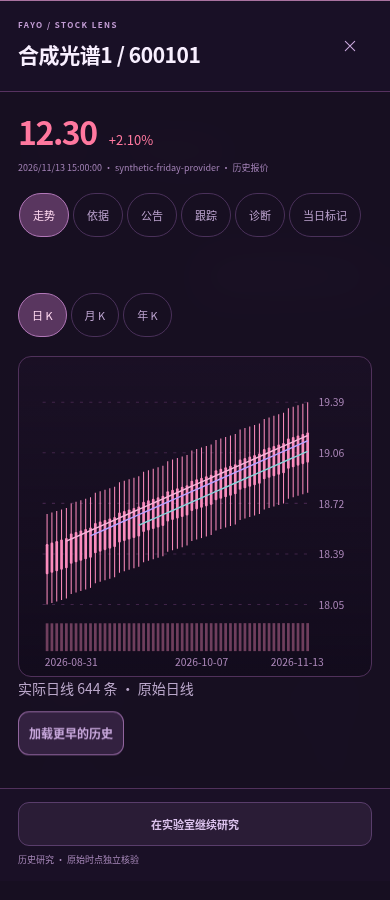 FAYO / STOCK LENS
合成光谱1 / 600101
12.30 +2.10%
2026/11/13 15:00:00 • synthetic-friday-provider • 历史报价
走势 依据 公告 跟踪 诊断 当日标记
日 K 月 K 年 K
19.39
19.06
18.72
18.39
18.05
2026-08-31 2026-10-07 2026-11-13
实际日线 644 条 • 原始日线
加载更早的历史
在实验室继续研究
历史研究 • 原始时点独立核验